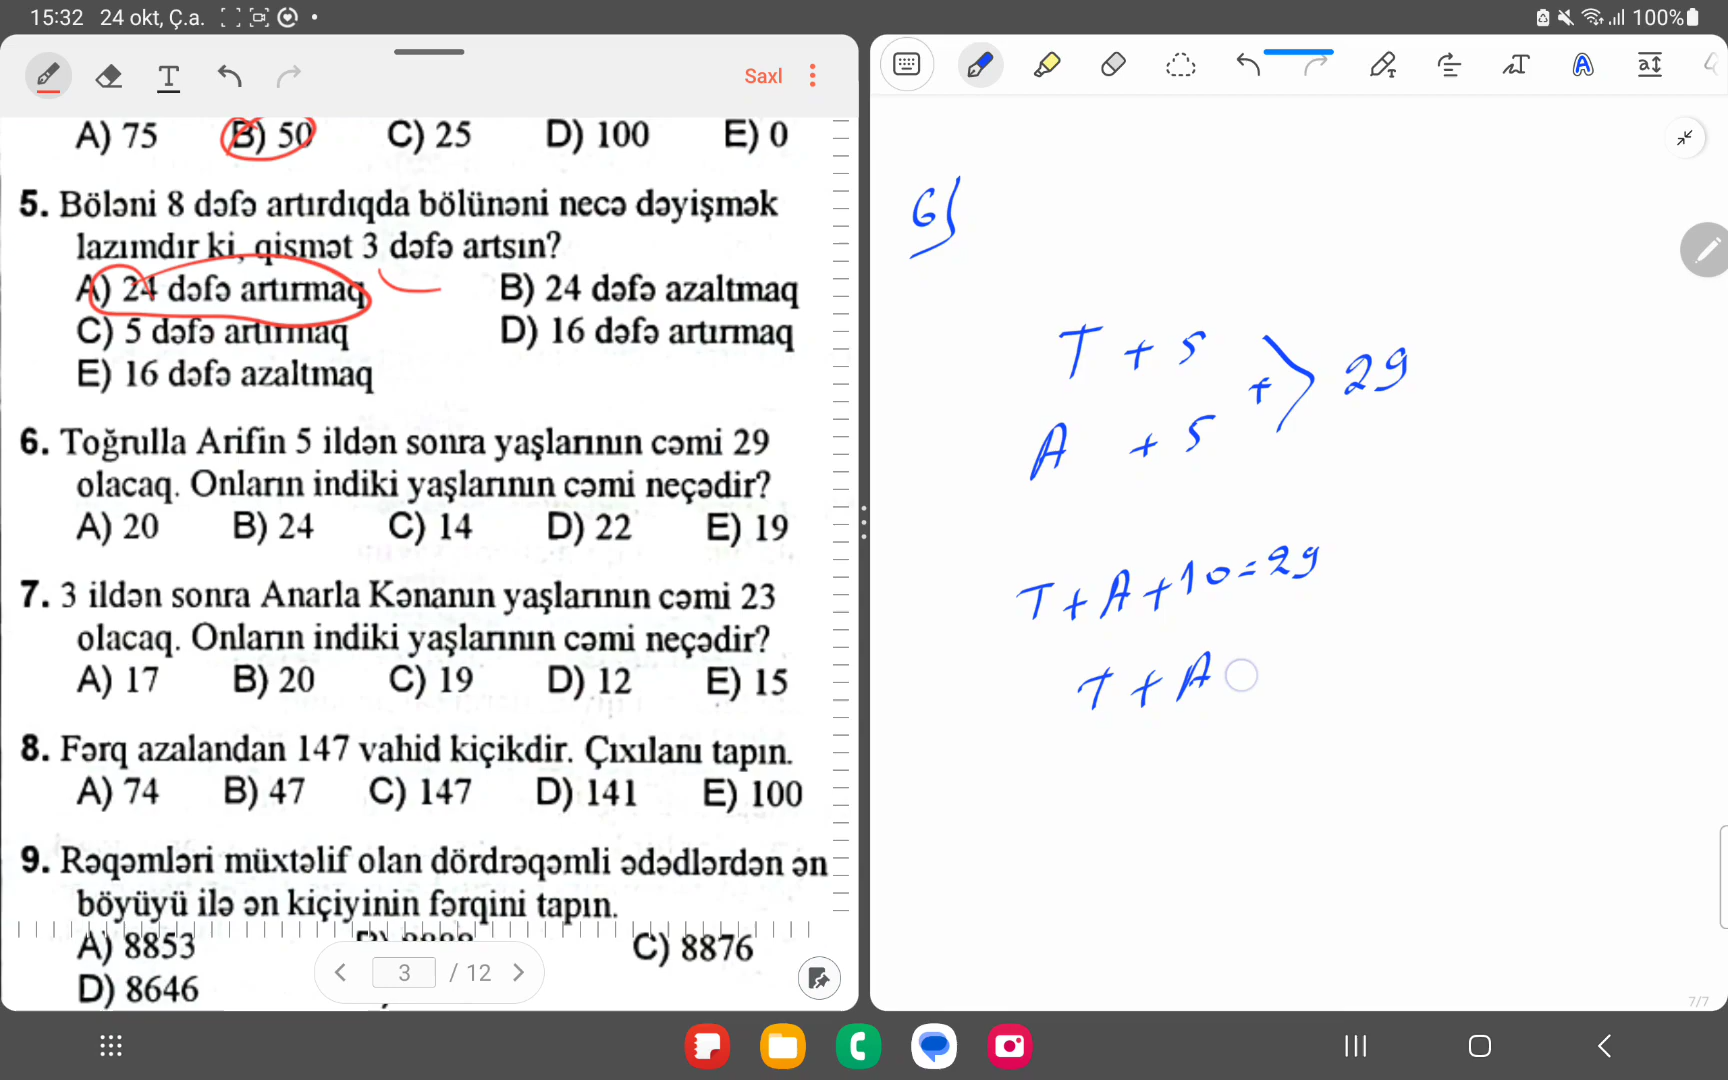 15:32 24 okt, Ç.a. 100%
Saxl
A) 75 B) 50 C) 25 D) 100 E) 0
5. Böləni 8 dəfə artırdıqda bölünəni necə dəyişmək
lazımdır ki, qismət 3 dəfə artsın?
A) 24 dəfə artırmaq B) 24 dəfə azaltmaq
C) 5 dəfə artırmaq D) 16 dəfə artırmaq
E) 16 dəfə azaltmaq
6. Toğrulla Arifin 5 ildən sonra yaşlarının cəmi 29
olacaq. Onların indiki yaşlarının cəmi neçədir?
A) 20 B) 24 C) 14 D) 22 E) 19
7. 3 ildən sonra Anarla Kənanın yaşlarının cəmi 23
olacaq. Onların indiki yaşlarının cəmi neçədir?
A) 17 B) 20 C) 19 D) 12 E) 15
8. Fərq azalandan 147 vahid kiçikdir. Çıxılanı tapın.
A) 74 B) 47 C) 147 D) 141 E) 100
9. Rəqəmləri müxtəlif olan dördrəqəmli ədədlərdən ən
böyüyü ilə ən kiçiyinin fərqini tapın.
A) 8853 C) 8876
D) 8646
3 / 12
6)
T + 5
+ 29
A + 5
T + A + 10 = 29
T + A
7/7